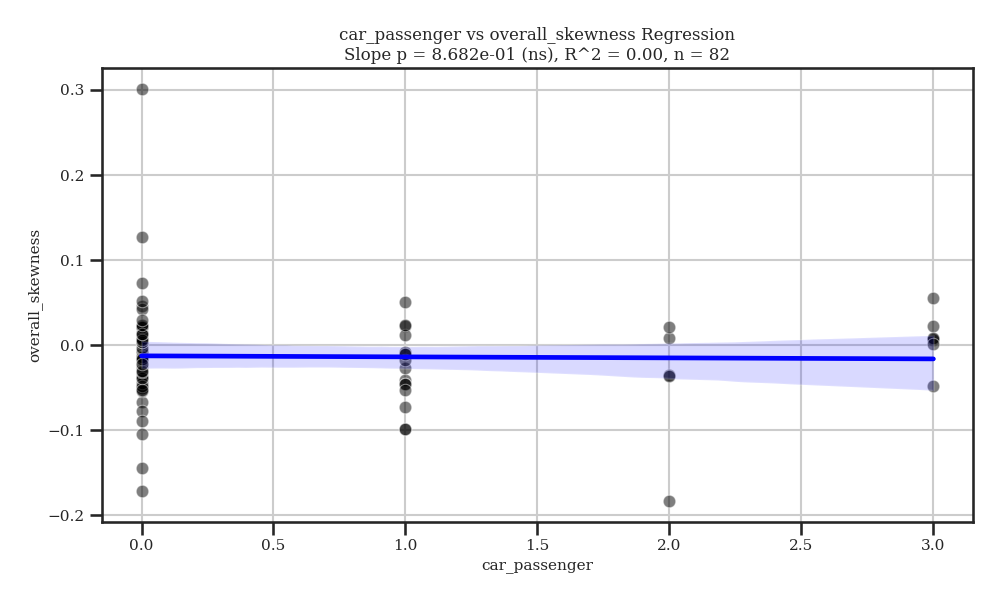 car_passenger vs overall_skewness Regression
Slope p = 8.682e-01 (ns), R^2 = 0.00, n = 82
0.3
0.2
0.1
0.0
−0.1
−0.2
overall_skewness
0.0 0.5 1.0 1.5 2.0 2.5 3.0
car_passenger